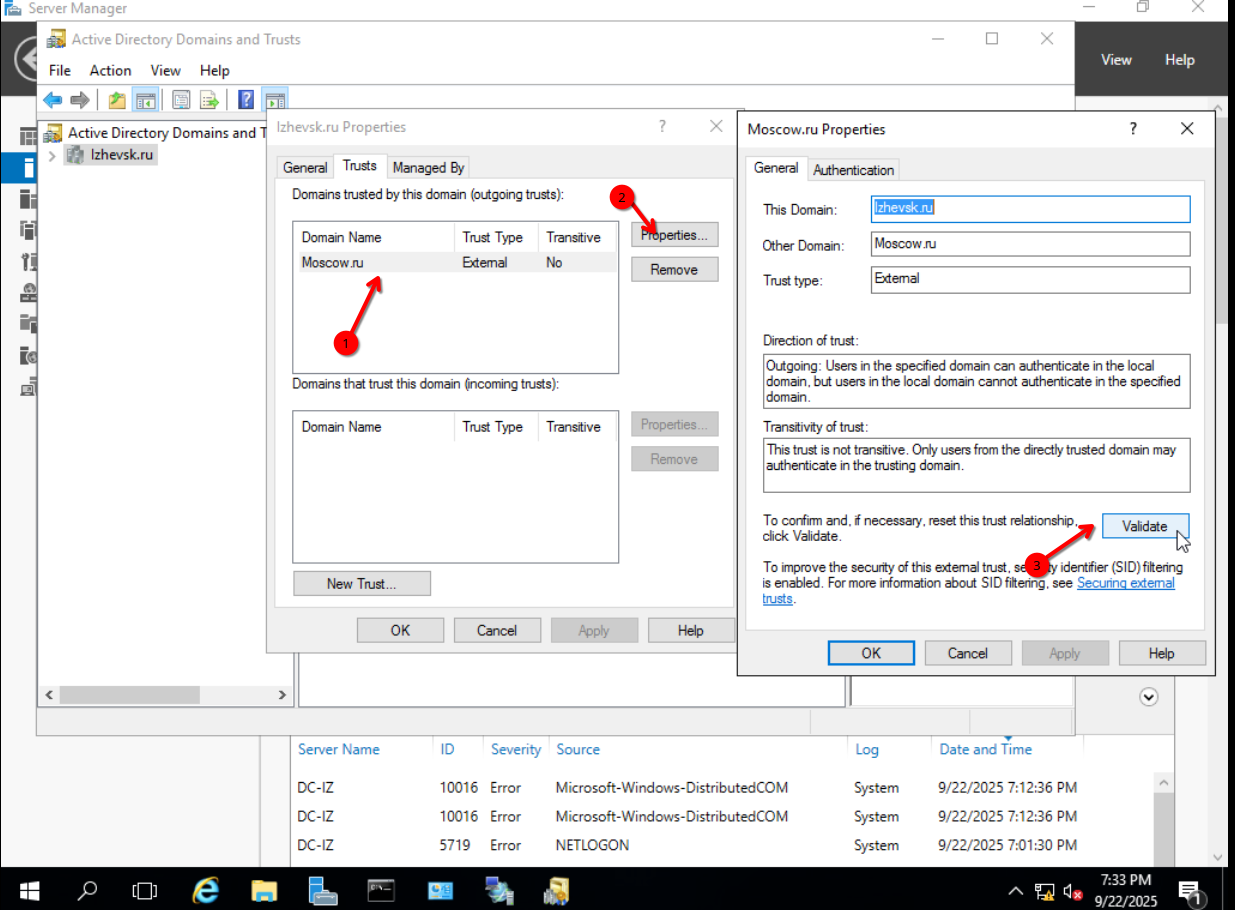 Server Manager
Active Directory Domains and Trusts
File Action View Help
View Help
Active Directory Domains and T
Izhevsk.ru
Izhevsk.ru Properties
?
General Trusts Managed By
Domains trusted by this domain (outgoing trusts):
2
Domain Name Trust Type Transitive
Properties...
Moscow.ru External No
Remove
1
Domains that trust this domain (incoming trusts):
Domain Name Trust Type Transitive
Properties...
Remove
New Trust...
OK Cancel Apply Help
Moscow.ru Properties
?
General Authentication
This Domain: Izhevsk.ru
Other Domain: Moscow.ru
Trust type: External
Direction of trust:
Outgoing: Users in the specified domain can authenticate in the local
domain, but users in the local domain cannot authenticate in the specified
domain.
Transitivity of trust:
This trust is not transitive. Only users from the directly trusted domain may
authenticate in the trusting domain.
To confirm and, if necessary, reset this trust relationship,
click Validate.
Validate
3
To improve the security of this external trust, security identifier (SID) filtering
is enabled. For more information about SID filtering, see Securing external
trusts.
OK Cancel Apply Help
Server Name ID Severity Source Log Date and Time
DC-IZ 10016 Error Microsoft-Windows-DistributedCOM System 9/22/2025 7:12:36 PM
DC-IZ 10016 Error Microsoft-Windows-DistributedCOM System 9/22/2025 7:12:36 PM
DC-IZ 5719 Error NETLOGON System 9/22/2025 7:01:30 PM
7:33 PM
9/22/2025
1